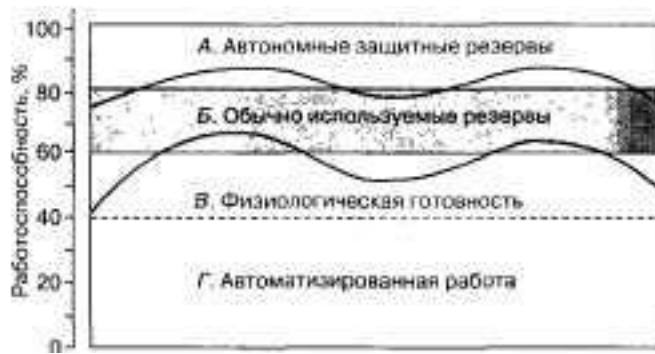 100
А. Автономные защитные резервы
80
Б. Обычно используемые резервы
60
В. Физиологическая готовность
40
Г. Автоматизированная работа
20
0
Работоспособность, %